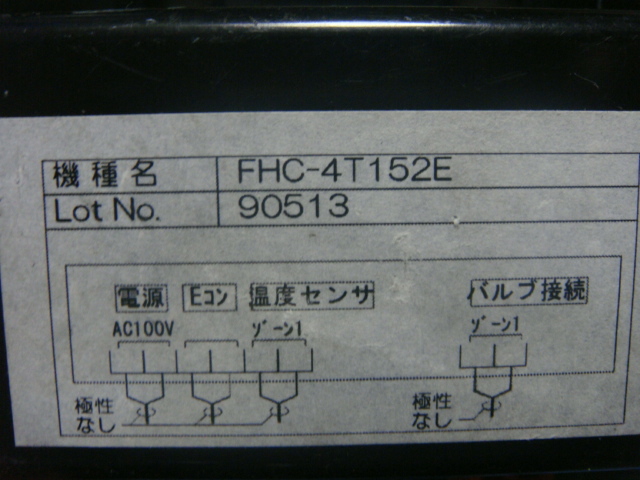 機種名 FHC-4T152E
Lot No. 90513
電源 Eコン 温度センサ バルブ接続
AC100V ゾーン1 ゾーン1
極性 極性
なし なし